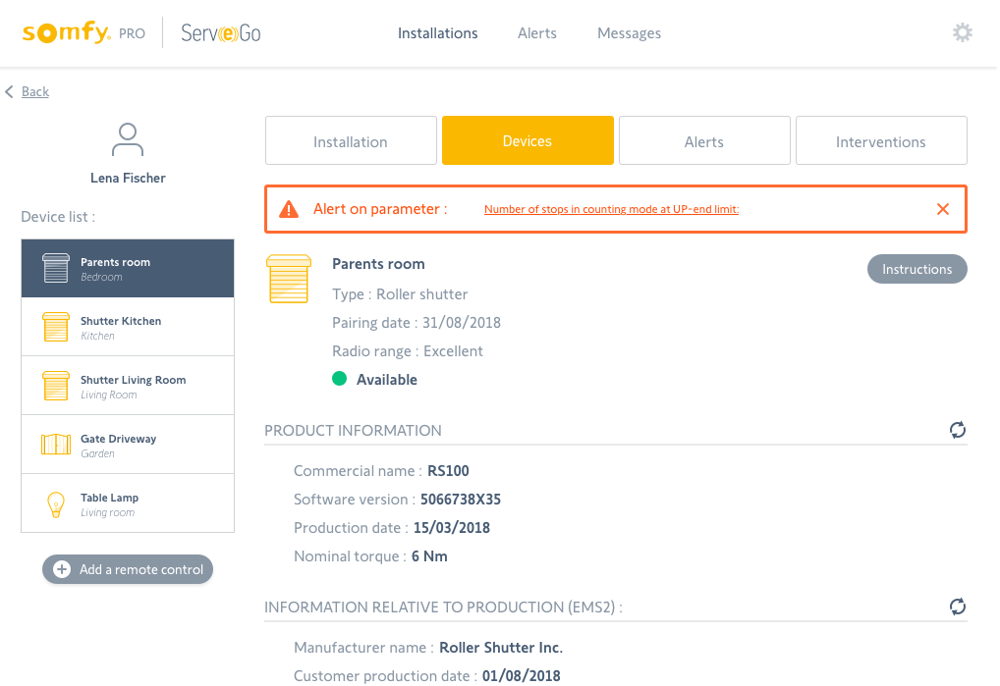 somfy. PRO ServeGo Installations Alerts Messages
Back
Lena Fischer
Device list :
Parents room
Bedroom
Shutter Kitchen
Kitchen
Shutter Living Room
Living Room
Gate Driveway
Garden
Table Lamp
Living room
Add a remote control
Installation Devices Alerts Interventions
Alert on parameter : Number of stops in counting mode at UP-end limit:
Parents room
Instructions
Type : Roller shutter
Pairing date : 31/08/2018
Radio range : Excellent
Available
PRODUCT INFORMATION
Commercial name : RS100
Software version : 5066738X35
Production date : 15/03/2018
Nominal torque : 6 Nm
INFORMATION RELATIVE TO PRODUCTION (EMS2) :
Manufacturer name : Roller Shutter Inc.
Customer production date : 01/08/2018